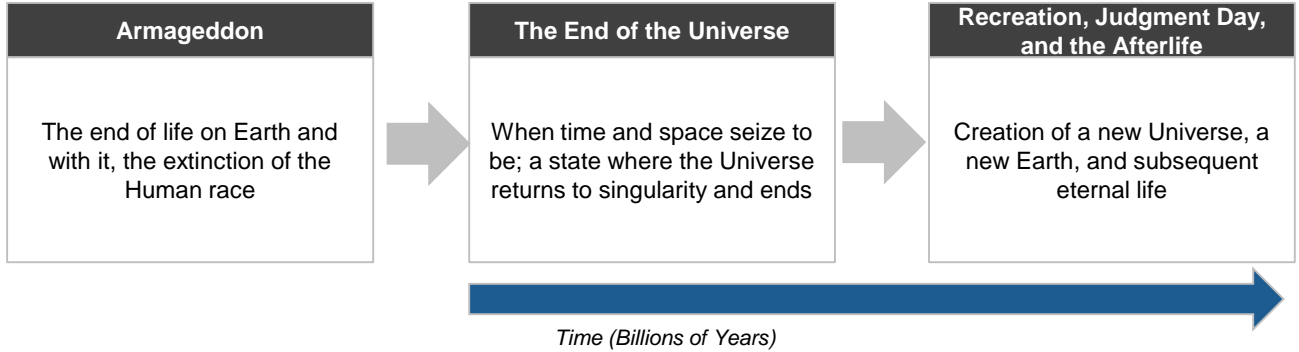 Armageddon
The end of life on Earth and
with it, the extinction of the
Human race
The End of the Universe
When time and space seize to
be; a state where the Universe
returns to singularity and ends
Recreation, Judgment Day,
and the Afterlife
Creation of a new Universe, a
new Earth, and subsequent
eternal life
Time (Billions of Years)